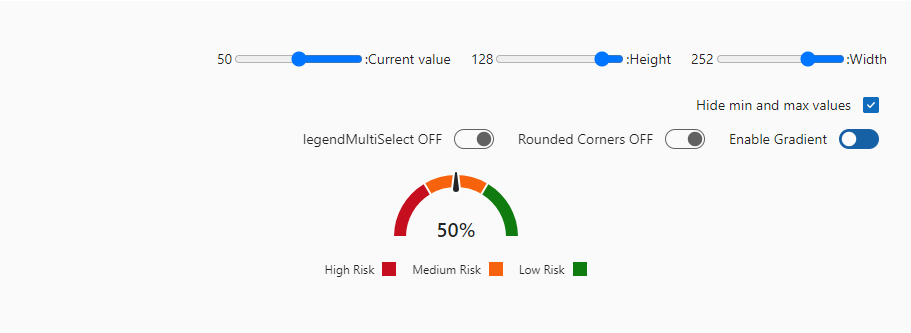 50 :Current value 128 :Height 252 :Width
Hide min and max values
legendMultiSelect OFF Rounded Corners OFF Enable Gradient
50%
High Risk Medium Risk Low Risk